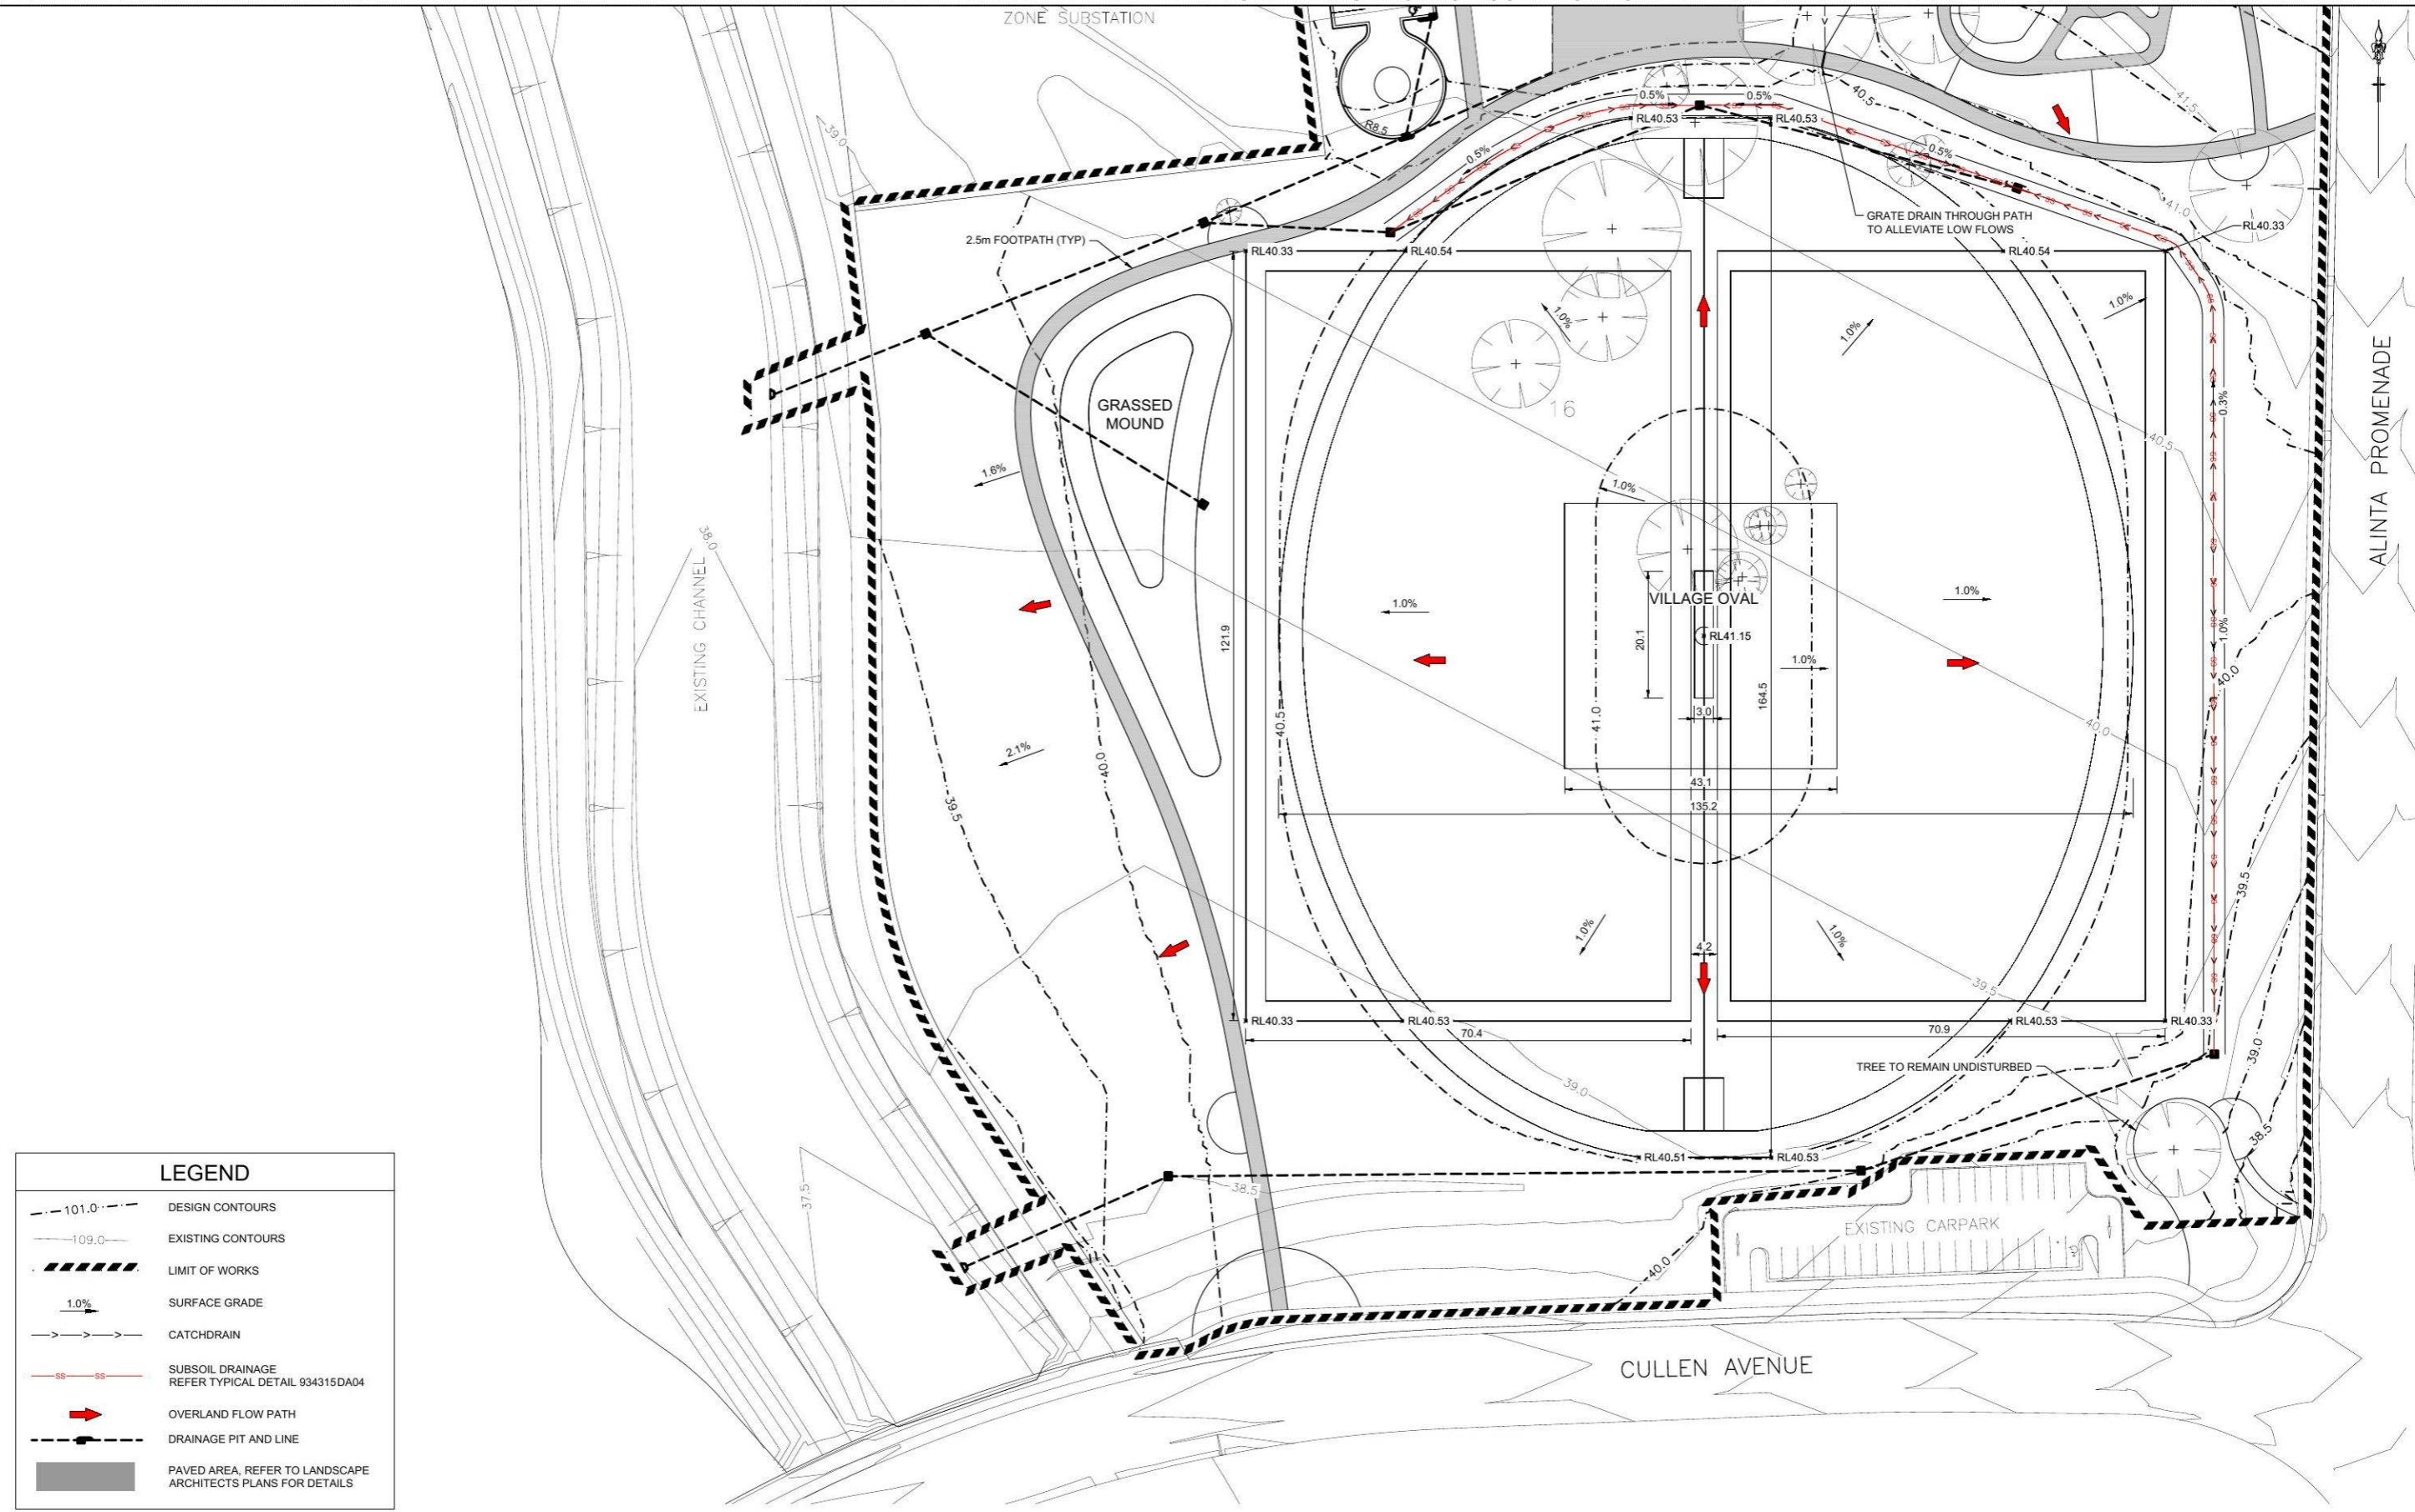 ZONE SUBSTATION
39.0
R8.5
0.5%
0.5%
RL40.53
RL40.53
40.5
41.5
0.5%
0.5%
41.0
2.5m FOOTPATH (TYP)
GRATE DRAIN THROUGH PATH
TO ALLEVIATE LOW FLOWS
RL40.33
RL40.33
RL40.54
RL40.54
1.0%
1.0%
1.0%
ALINTA PROMENADE
0.3%
GRASSED
MOUND
16
40.5
1.6%
1.0%
38.0
EXISTING CHANNEL
VILLAGE OVAL
1.0%
1.0%
121.9
20.1
RL41.15
1.0%
1.0%
164.5
40.0
3.0
40.5
41.0
40.0
2.1%
40.0
39.5
43.1
135.2
39.5
1.0%
4.2
1.0%
39.5
RL40.33
RL40.53
RL40.53
RL40.33
70.4
70.9
39.0
39.0
TREE TO REMAIN UNDISTURBED
38.5
RL40.51
RL40.53
38.5
37.5
EXISTING CARPARK
40.0
CULLEN AVENUE
LEGEND
101.0
DESIGN CONTOURS
109.0
EXISTING CONTOURS
LIMIT OF WORKS
1.0%
SURFACE GRADE
CATCHDRAIN
SS SS
SUBSOIL DRAINAGE
REFER TYPICAL DETAIL 934315DA04
OVERLAND FLOW PATH
DRAINAGE PIT AND LINE
PAVED AREA, REFER TO LANDSCAPE
ARCHITECTS PLANS FOR DETAILS